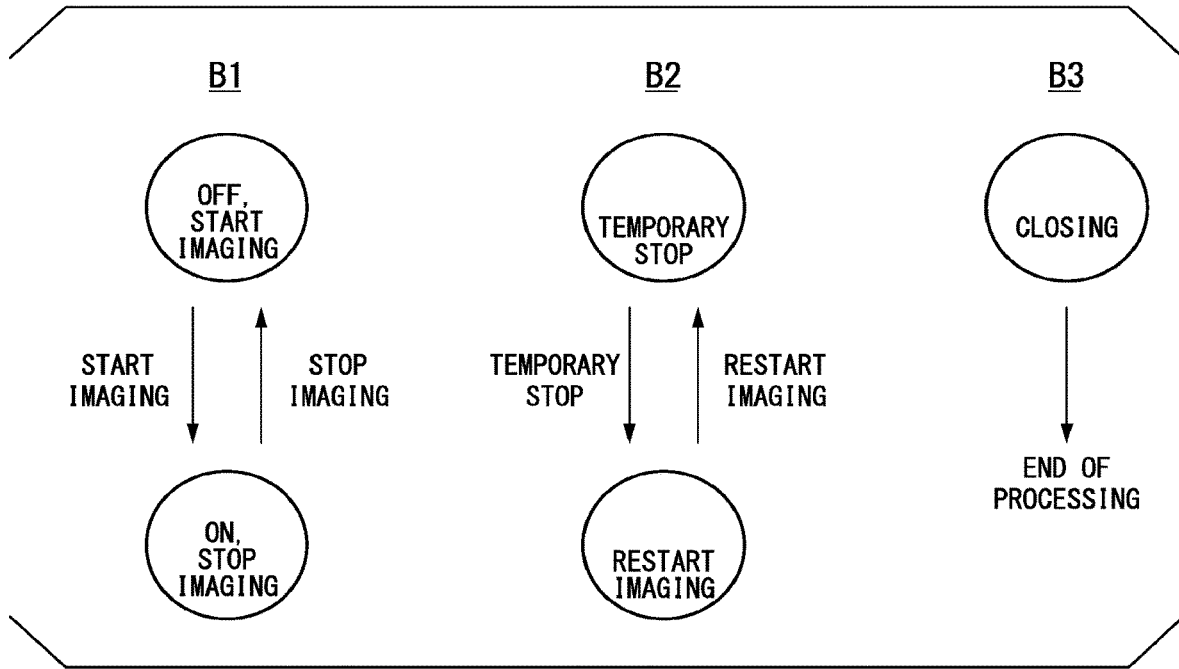 B1
OFF,
START
IMAGING
START
IMAGING
STOP
IMAGING
ON,
STOP
IMAGING
B2
TEMPORARY
STOP
TEMPORARY
STOP
RESTART
IMAGING
RESTART
IMAGING
B3
CLOSING
END OF
PROCESSING